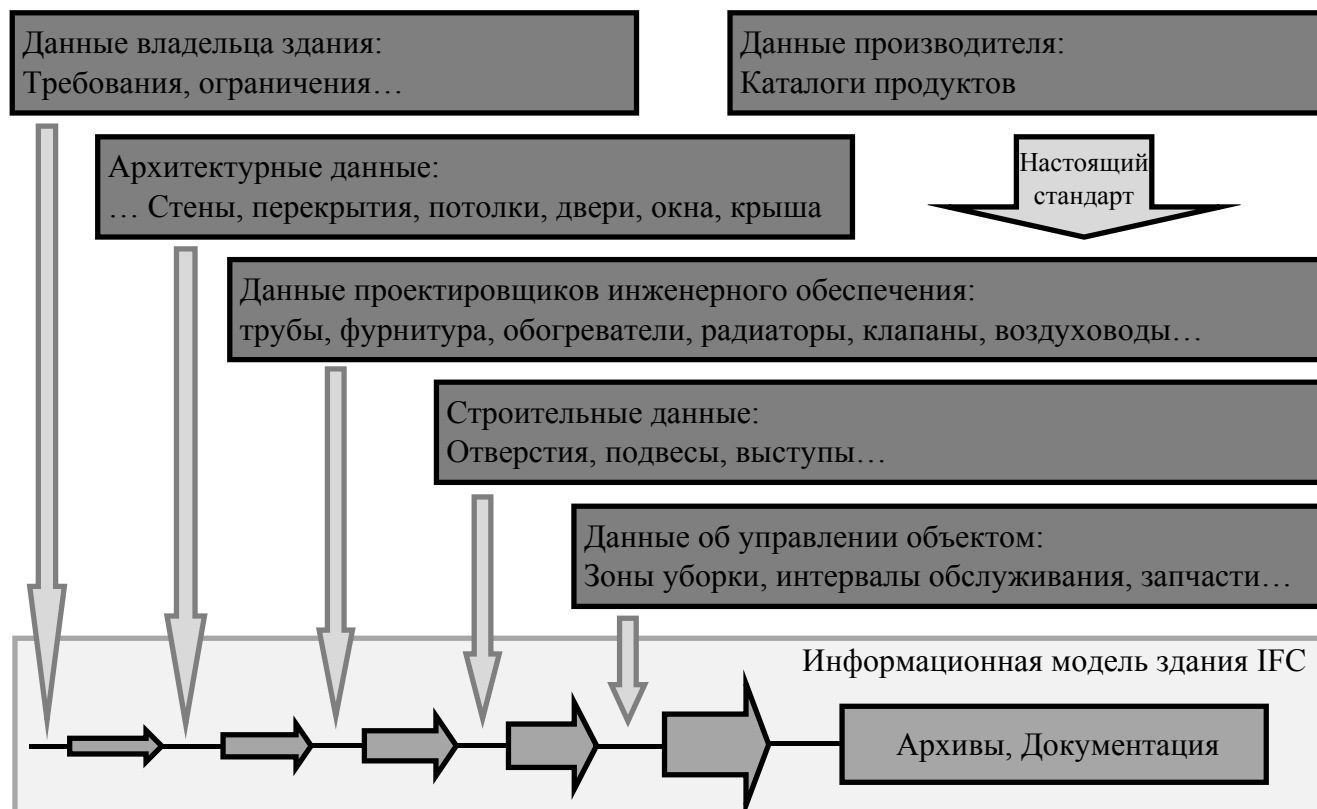 Данные владельца здания:
Требования, ограничения…
Данные производителя:
Каталоги продуктов
Архитектурные данные:
… Стены, перекрытия, потолки, двери, окна, крыша
Настоящий
стандарт
Данные проектировщиков инженерного обеспечения:
трубы, фурнитура, обогреватели, радиаторы, клапаны, воздуховоды…
Строительные данные:
Отверстия, подвесы, выступы…
Данные об управлении объектом:
Зоны уборки, интервалы обслуживания, запчасти…
Информационная модель здания IFC
Архивы, Документация